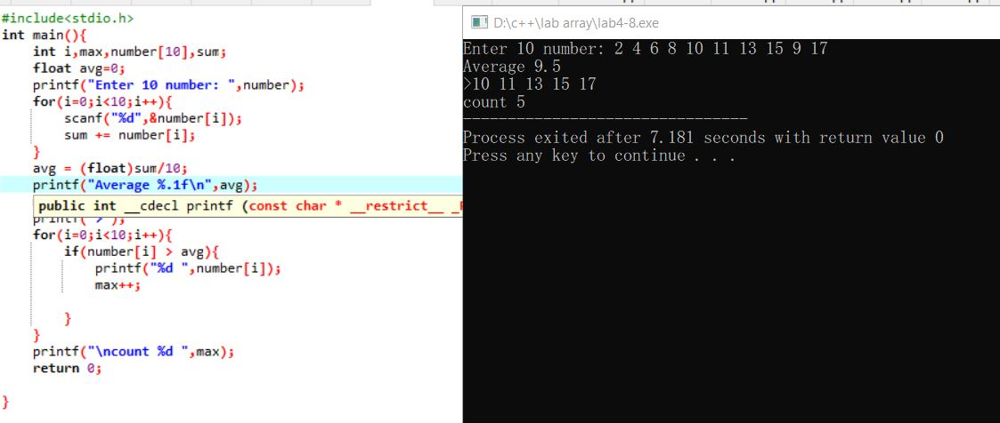 #include<stdio.h>
int main(){
int i,max,number[10],sum;
float avg=0;
printf("Enter 10 number: ",number);
for(i=0;i<10;i++){
scanf("%d",&number[i]);
sum += number[i];
}
avg = (float)sum/10;
printf("Average %.1f\n",avg);
public int __cdecl printf (const char * __restrict__
for(i=0;i<10;i++){
if(number[i] > avg){
printf("%d ",number[i]);
max++;
}
}
printf("\ncount %d ",max);
return 0;
}
D:\c++\lab array\lab4-8.exe
Enter 10 number: 2 4 6 8 10 11 13 15 9 17
Average 9.5
>10 11 13 15 17
count 5
--------------------------------
Process exited after 7.181 seconds with return value 0
Press any key to continue . . .